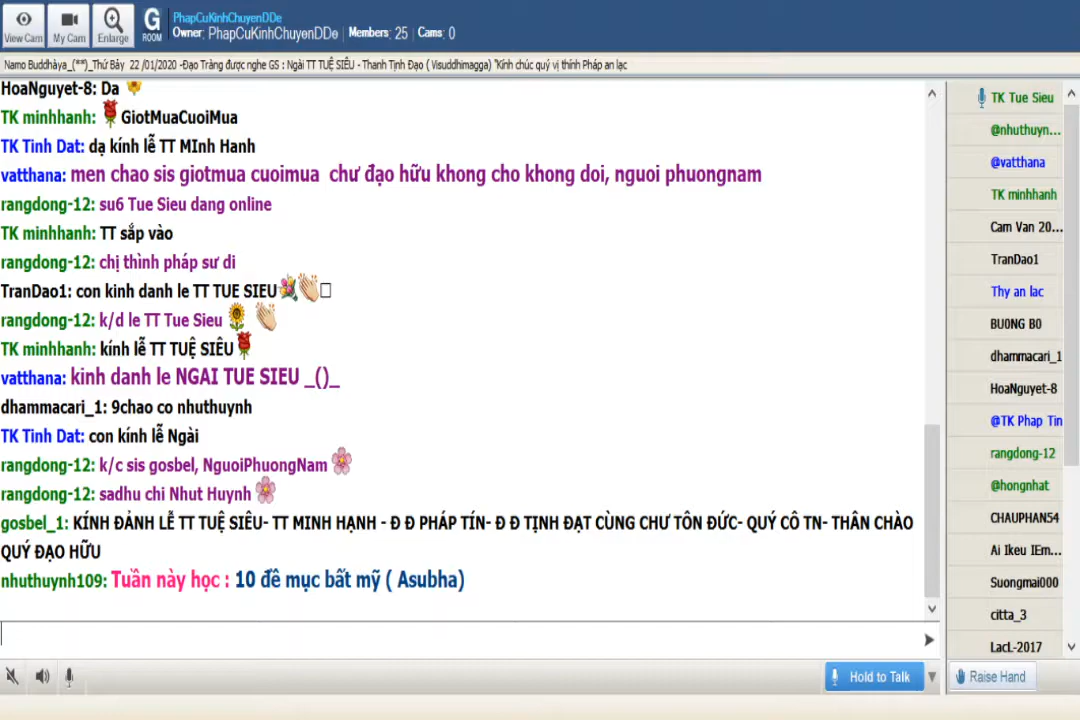 PhapCuKinhChuyenDDe
Owner: PhapCuKinhChuyenDDe Members: 25 Cams: 0
View Cam My Cam Enlarge G ROOM
Namo Buddhàya_(**)_Thứ Bảy 22 /01/2020 -Đạo Tràng được nghe GS : Ngài TT TUỆ SIÊU - Thanh Tịnh Đạo ( Visuddhimagga) "Kính chúc quý vị thính Pháp an lạc
HoaNguyet-8: Da
TK minhhanh: GiotMuaCuoiMua
TK Tinh Dat: dạ kính lễ TT MInh Hanh
vatthana: men chao sis giotmua cuoimua chư đạo hữu khong cho khong doi, nguoi phuongnam
rangdong-12: su6 Tue Sieu dang online
TK minhhanh: TT sắp vào
rangdong-12: chị thình pháp sư di
TranDao1: con kinh danh le TT TUE SIEU
rangdong-12: k/d le TT Tue Sieu
TK minhhanh: kính lễ TT TUỆ SIÊU
vatthana: kinh danh le NGAI TUE SIEU _()_
dhammacari_1: 9chao co nhuthuynh
TK Tinh Dat: con kính lễ Ngài
rangdong-12: k/c sis gosbel, NguoiPhuongNam
rangdong-12: sadhu chi Nhut Huynh
gosbel_1: KÍNH ĐẢNH LỄ TT TUỆ SIÊU- TT MINH HẠNH - Đ Đ PHÁP TÍN- Đ Đ TỊNH ĐẠT CÙNG CHƯ TÔN ĐỨC- QUÝ CÔ TN- THÂN CHÀO
QUÝ ĐẠO HỮU
nhuthuynh109: Tuần này học : 10 đề mục bất mỹ ( Asubha)
TK Tue Sieu
@nhuthuyn...
@vatthana
TK minhhanh
Cam Van 20...
TranDao1
Thy an lac
BU0NG B0
dhammacari_1
HoaNguyet-8
@TK Phap Tin
rangdong-12
@hongnhat
CHAUPHAN54
Ai Ikeu IEm...
Suongmai000
citta_3
LacL-2017
Hold to Talk
Raise Hand